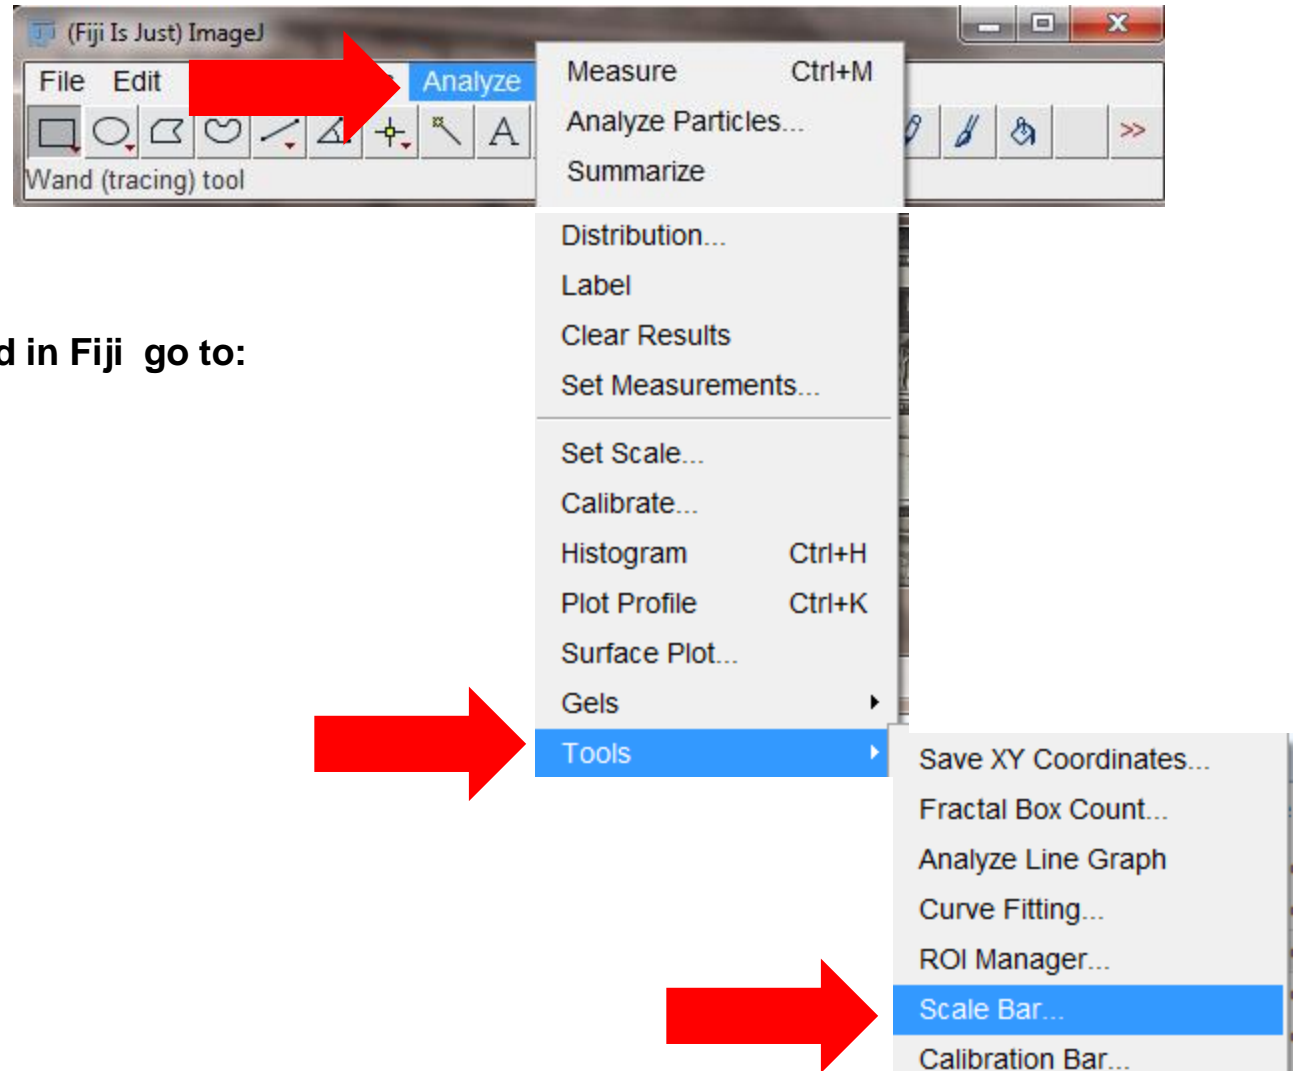 (Fiji Is Just) ImageJ
File Edit Analyze
Wand (tracing) tool
A
>>
Measure Ctrl+M
Analyze Particles...
Summarize
Distribution...
Label
Clear Results
Set Measurements...
in Fiji go to:
Set Scale...
Calibrate...
Histogram Ctrl+H
Plot Profile Ctrl+K
Surface Plot...
Gels
Tools
Save XY Coordinates...
Fractal Box Count...
Analyze Line Graph
Curve Fitting...
ROI Manager...
Scale Bar...
Calibration Bar...